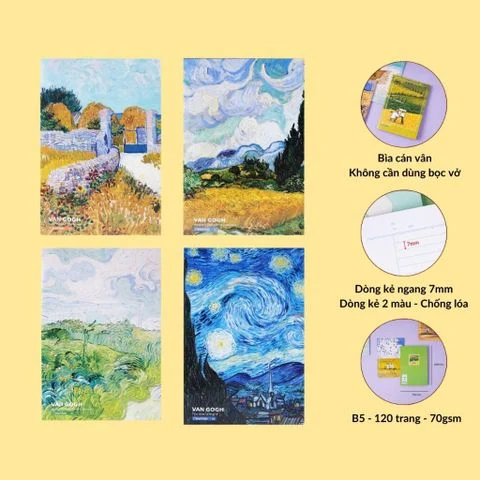 VAN GOGH
VAN GOGH
VAN GOGH
VAN GOGH
Bìa cán vân
Không cần dùng bọc vở
7mm
Dòng kẻ ngang 7mm
Dòng kẻ 2 màu - Chống lóa
B5 - 120 trang - 70gsm